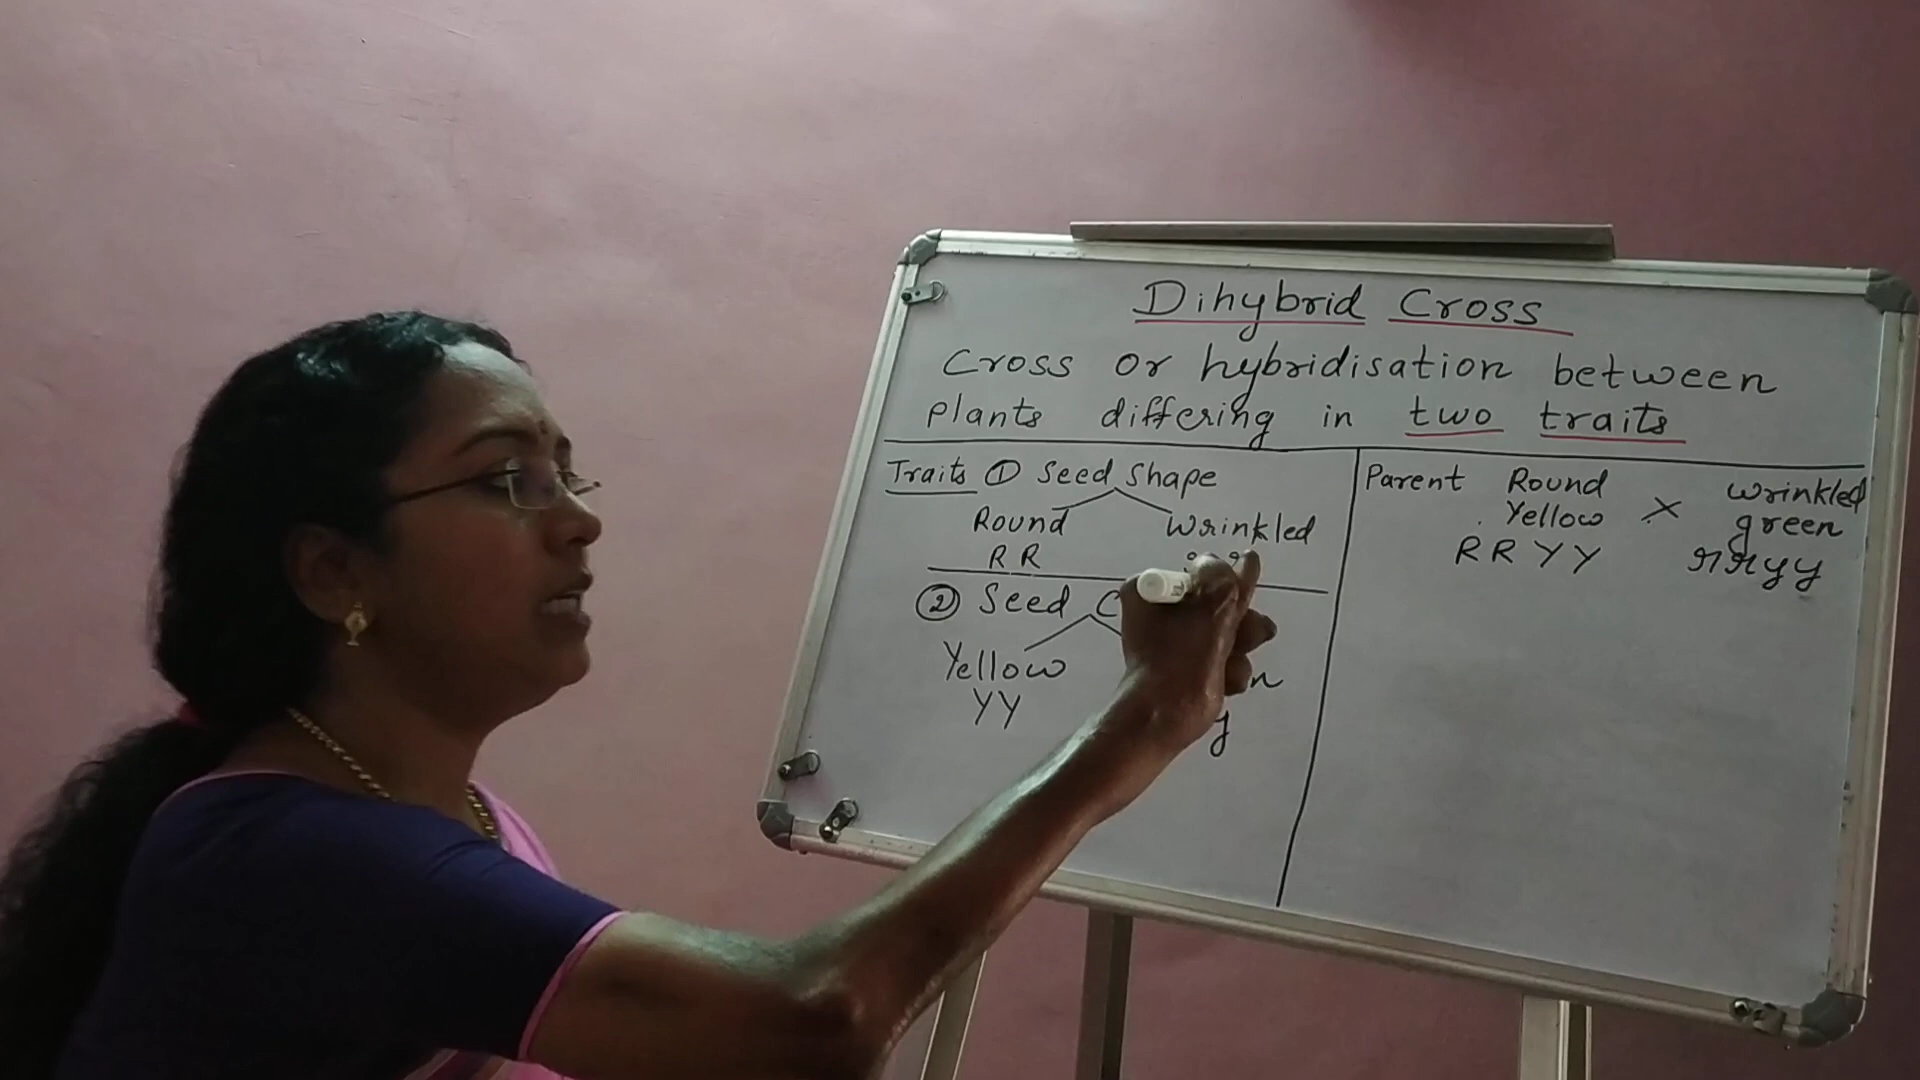 Dihybrid Cross
Cross or hybridisation between
plants differing in two traits
Traits ① Seed Shape
Round Wrinkled
RR
② Seed
Yellow
YY
Parent Round Yellow × Wrinkled green
RRYY rryy